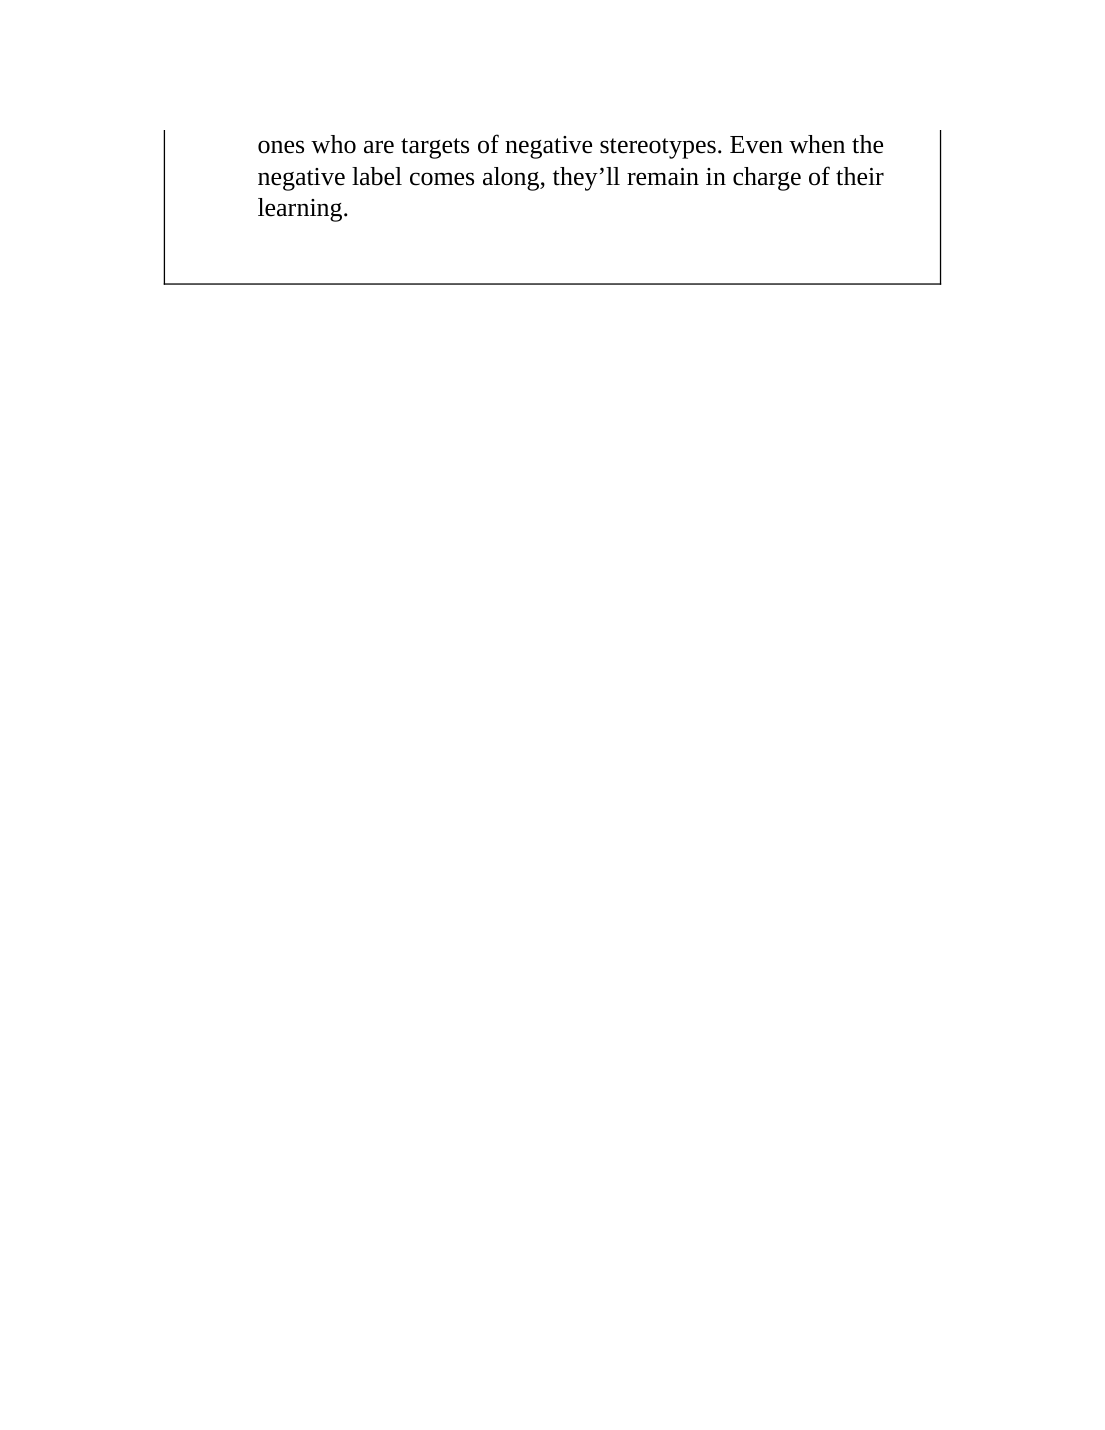 ones who are targets of negative stereotypes. Even when the
negative label comes along, they’ll remain in charge of their
learning.